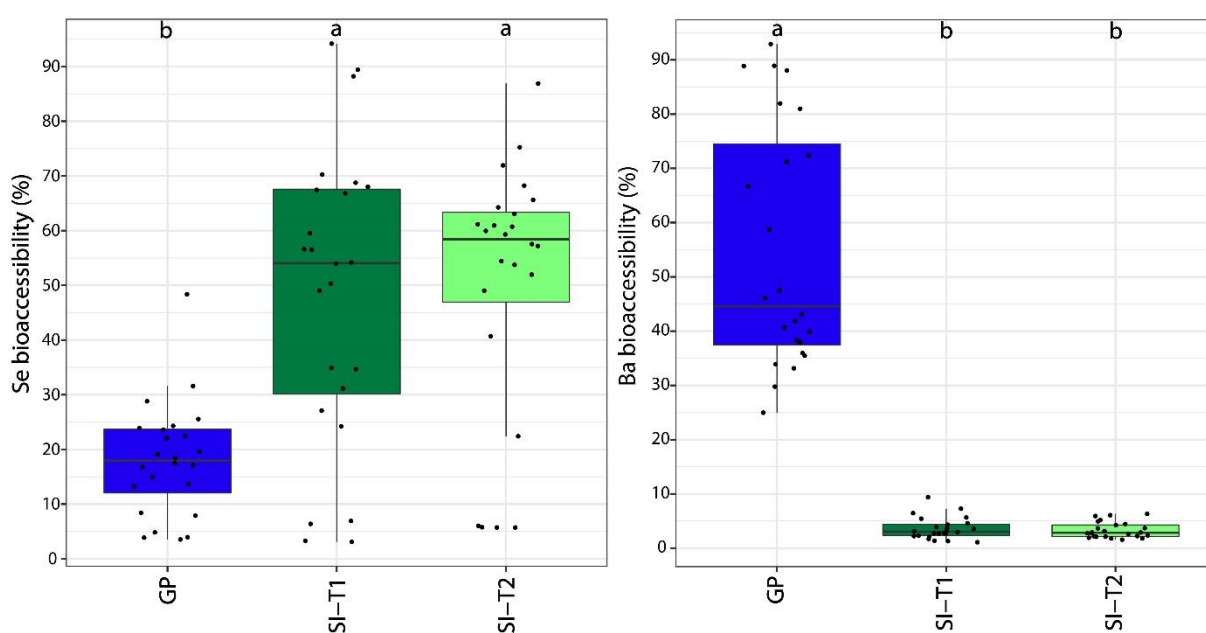 b a a
Se bioaccessibility (%)
90
80
70
60
50
40
30
20
10
0
GP
SI–T1
SI–T2
a b b
Ba bioaccessibility (%)
90
80
70
60
50
40
30
20
10
0
GP
SI–T1
SI–T2